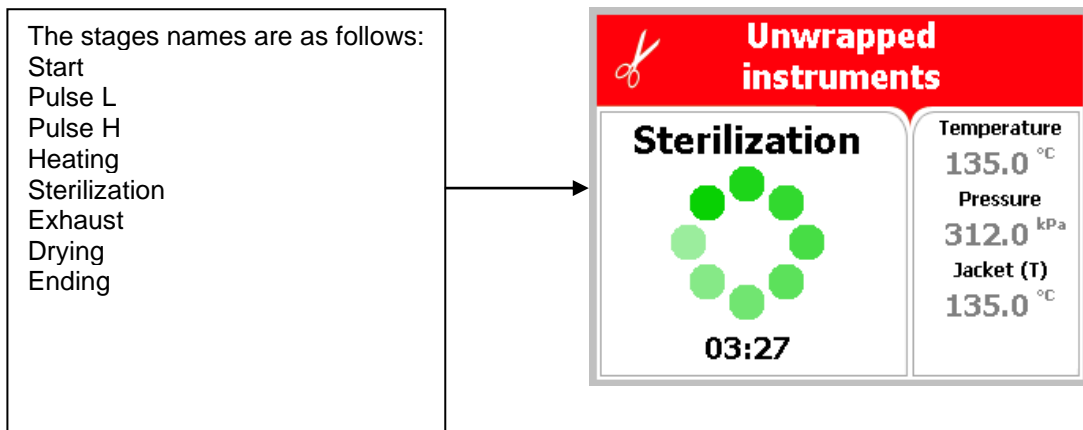 The stages names are as follows:
Start
Pulse L
Pulse H
Heating
Sterilization
Exhaust
Drying
Ending
Unwrapped
instruments
Sterilization
03:27
Temperature
135.0 °C
Pressure
312.0 kPa
Jacket (T)
135.0 °C